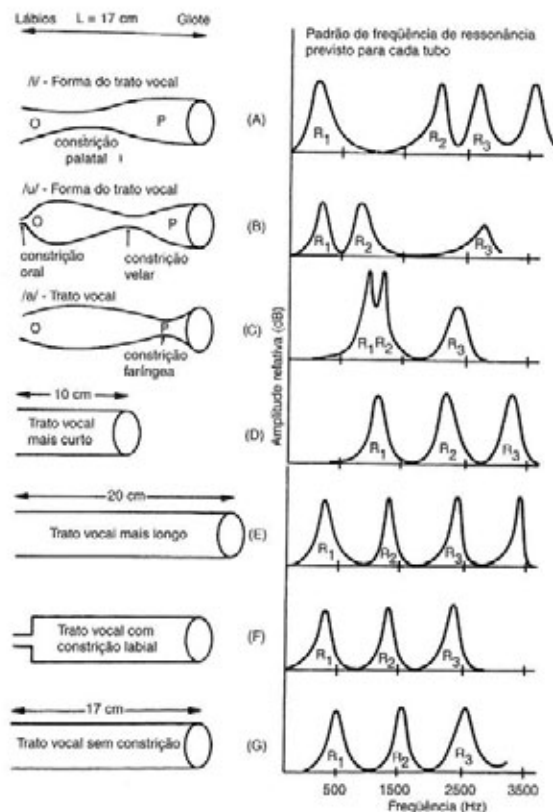 Lábios L = 17 cm Glote
Padrão de freqüência de ressonância
previsto para cada tubo
/i/ - Forma do trato vocal
O P
constrição
palatal
(A)
R1 R2 R3
/u/ - Forma do trato vocal
O P
constrição
oral
constrição
velar
(B)
R1 R2 R3
/a/ - Trato vocal
O P
constrição
faríngea
(C)
R1 R2 R3
10 cm
Trato vocal
mais curto
(D)
R1 R2 R3
20 cm
Trato vocal mais longo
(E)
R1 R2 R3
Trato vocal com
constrição labial
(F)
R1 R2 R3
17 cm
Trato vocal sem constrição
(G)
R1 R2 R3
Amplitude relativa (dB)
500 1500 2500 3500
Freqüência (Hz)